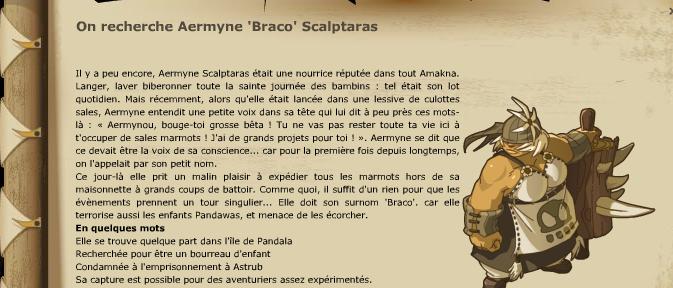 On recherche Aermyne 'Braco' Scalptaras
Il y a peu encore, Aermyne Scalptaras était une nourrice réputée dans tout Amakna.
Langer, laver biberonner toute la sainte journée des bambins : tel était son lot
quotidien. Mais récemment, alors qu'elle était lancée dans une lessive de culottes
sales, Aermyne entendit une petite voix dans sa tête qui lui dit à peu près ces mots-
là : « Aermynou, bouge-toi grosse bêta ! Tu ne vas pas rester toute ta vie ici à
t'occuper de sales marmots ! J'ai de grands projets pour toi ! ». Aermyne se dit que
ce devait être la voix de sa conscience... car pour la première fois depuis longtemps,
on l'appelait par son petit nom.
Ce jour-là elle prit un malin plaisir à expédier tous les marmots hors de sa
maisonnette à grands coups de battoir. Comme quoi, il suffit d'un rien pour que les
évènements prennent un tour singulier... Elle doit son surnom 'Braco'. car elle
terrorise aussi les enfants Pandawas, et menace de les écorcher.
En quelques mots
Elle se trouve quelque part dans l'île de Pandala
Recherchée pour être un bourreau d'enfant
Condamnée à l'emprisonnement à Astrub
Sa capture est possible pour des aventuriers assez expérimentés.